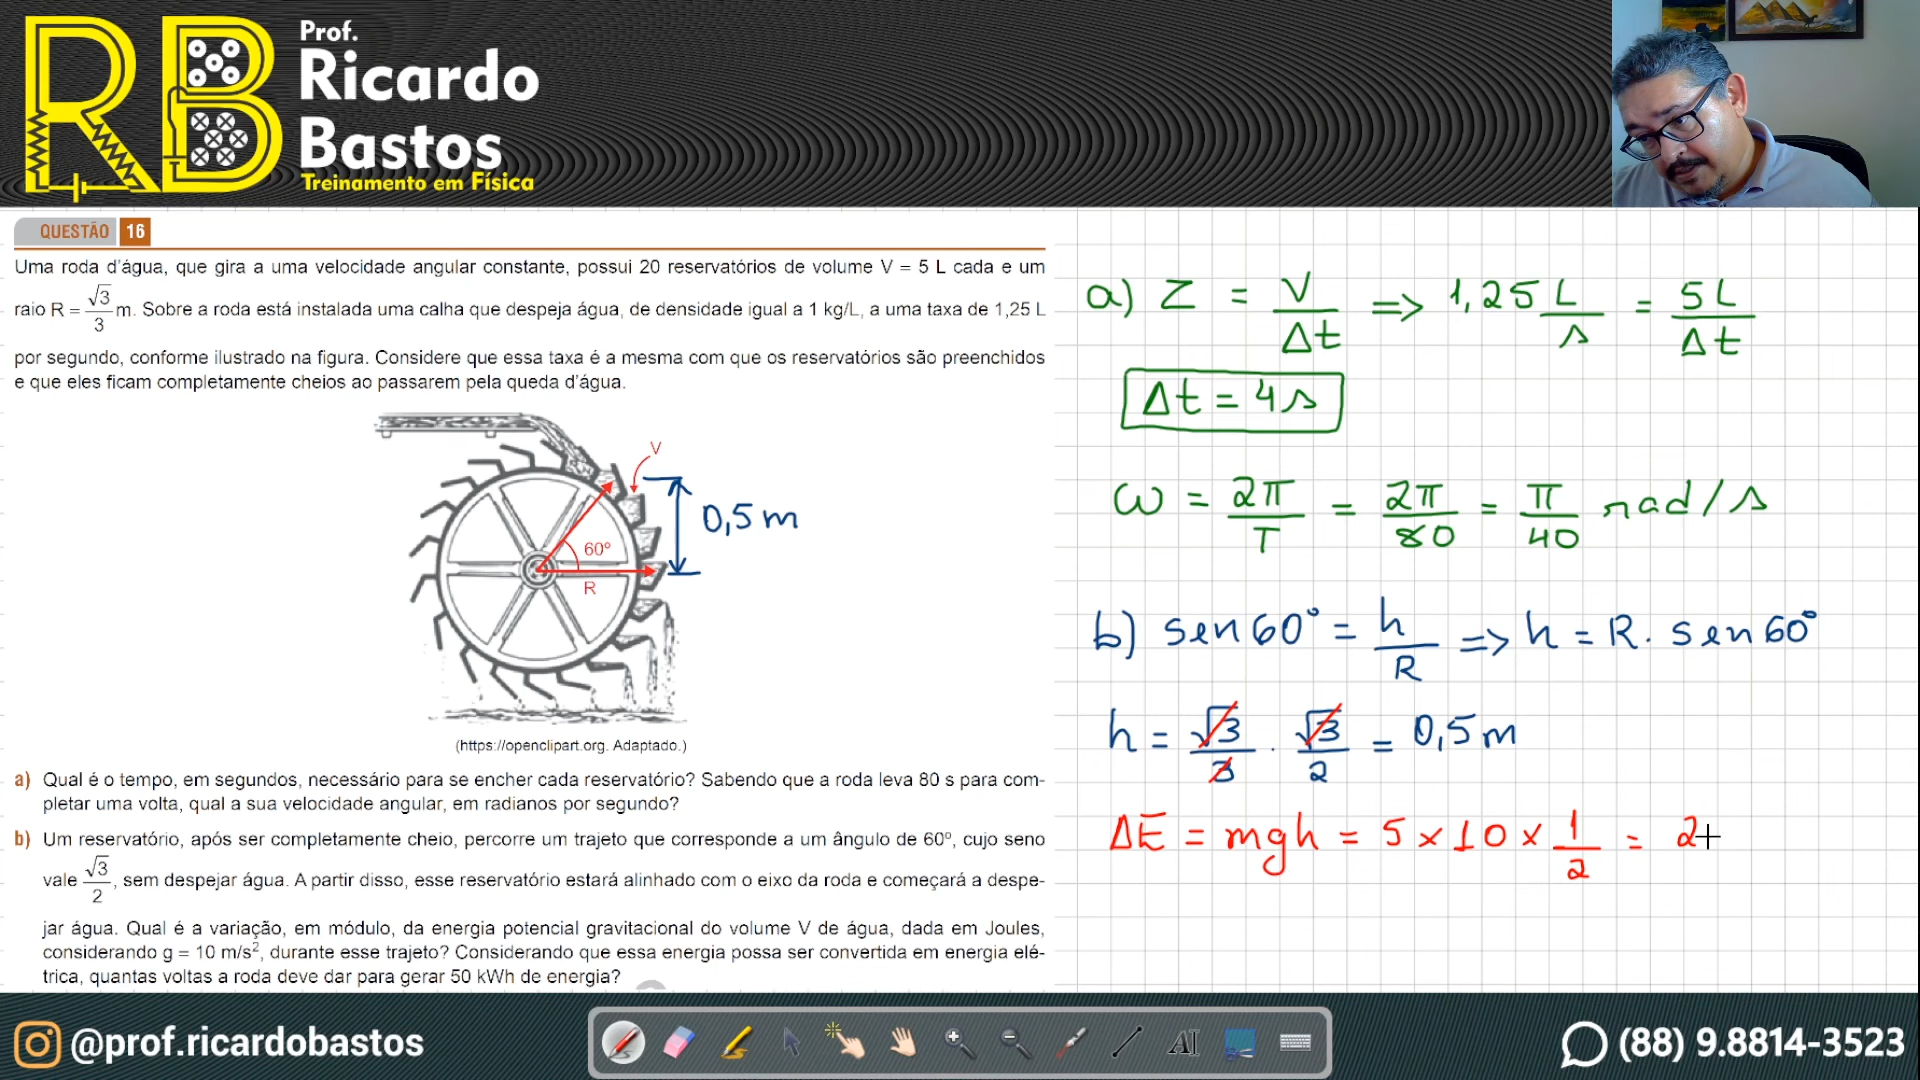 RB
Prof.
Ricardo
Bastos
Treinamento em Física
QUESTÃO 16
Uma roda d'água, que gira a uma velocidade angular constante, possui 20 reservatórios de volume V = 5 L cada e um
raio R = √3/3 m. Sobre a roda está instalada uma calha que despeja água, de densidade igual a 1 kg/L, a uma taxa de 1,25 L
por segundo, conforme ilustrado na figura. Considere que essa taxa é a mesma com que os reservatórios são preenchidos
e que eles ficam completamente cheios ao passarem pela queda d'água.
V
0,5 m
60º
R
(https://openclipart.org. Adaptado.)
a) Qual é o tempo, em segundos, necessário para se encher cada reservatório? Sabendo que a roda leva 80 s para com-
pletar uma volta, qual a sua velocidade angular, em radianos por segundo?
b) Um reservatório, após ser completamente cheio, percorre um trajeto que corresponde a um ângulo de 60º, cujo seno
vale √3/2, sem despejar água. A partir disso, esse reservatório estará alinhado com o eixo da roda e começará a despe-
jar água. Qual é a variação, em módulo, da energia potencial gravitacional do volume V de água, dada em Joules,
considerando g = 10 m/s², durante esse trajeto? Considerando que essa energia possa ser convertida em energia elé-
trica, quantas voltas a roda deve dar para gerar 50 kWh de energia?
a) Z = V/Δt => 1,25 L/s = 5L/Δt
Δt = 4s
ω = 2π/T = 2π/80 = π/40 rad/s
b) sen 60° = h/R => h = R. sen 60°
h = √3/3 . √3/2 = 0,5 m
ΔE = mgh = 5 × 10 × 1/2 = 2
@prof.ricardobastos
AI
(88) 9.8814-3523